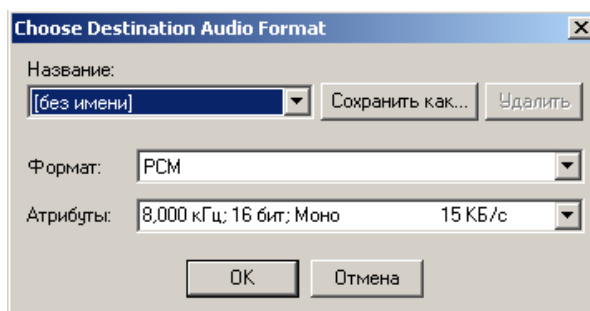 Choose Destination Audio Format
Название:
[без имени] Сохранить как... Удалить
Формат: PCM
Атрибуты: 8,000 кГц; 16 бит; Моно 15 КБ/с
OK Отмена